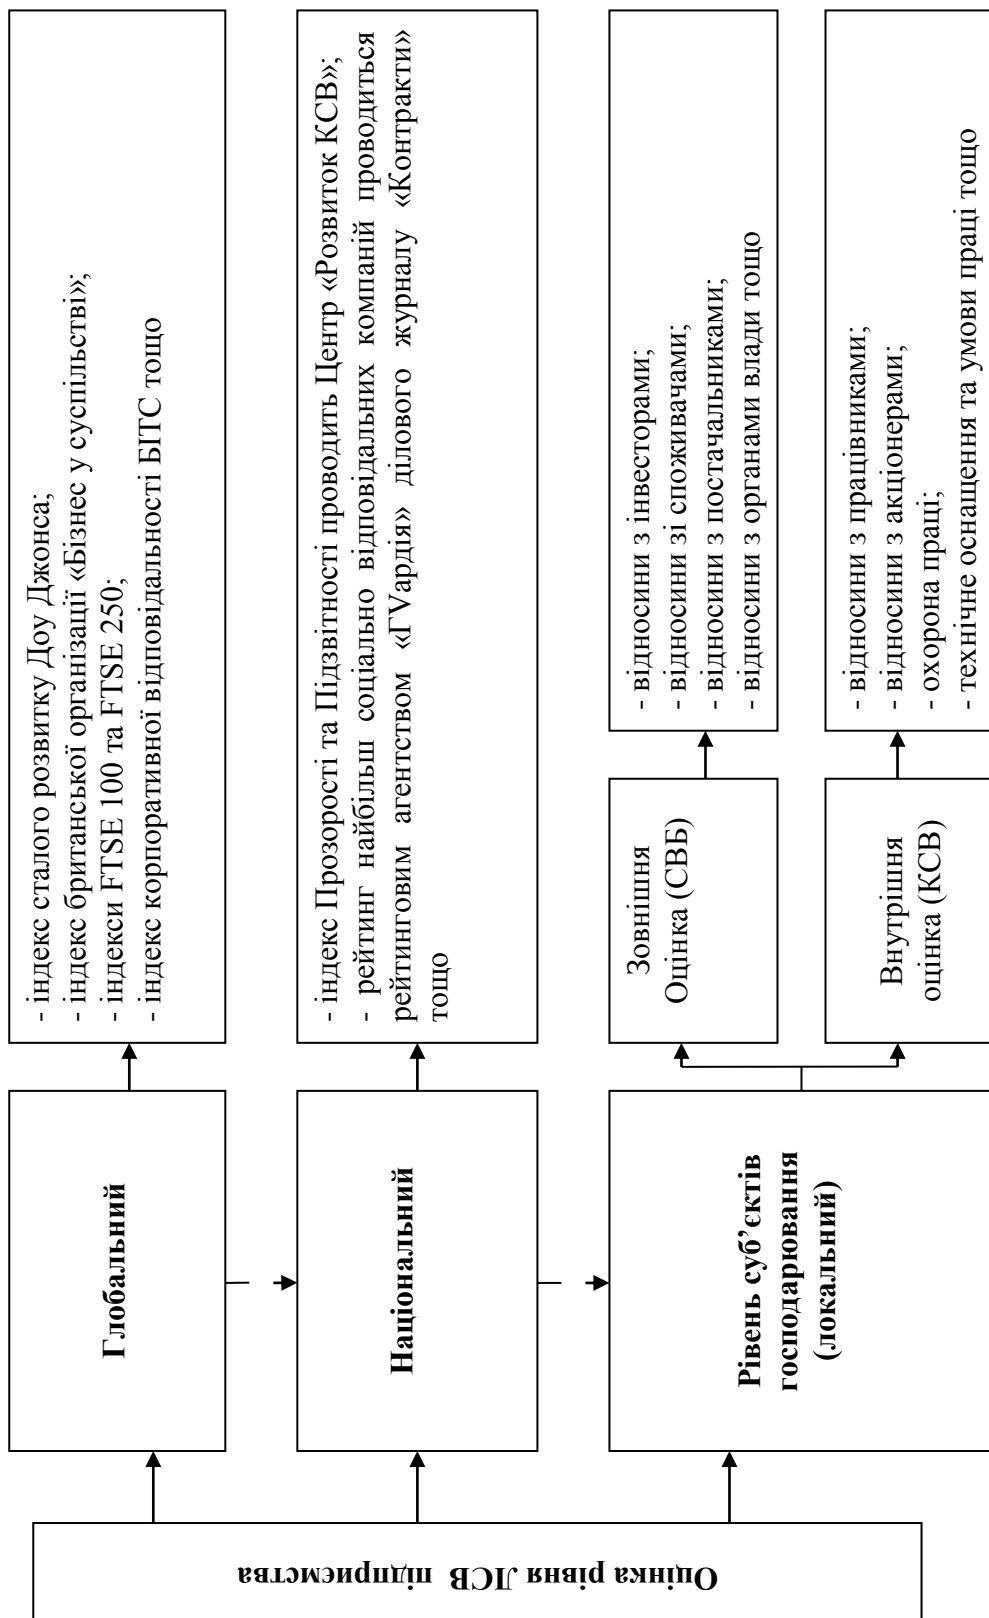 Оцінка рівня ЛСВ підприємства
Глобальний
- індекс сталого розвитку Доу Джонса;
- індекс британської організації «Бізнес у суспільстві»;
- індекси FTSE 100 та FTSE 250;
- індекс корпоративної відповідальності БІТС тощо
Національний
- індекс Прозорості та Підзвітності проводить Центр «Розвиток КСВ»;
- рейтинг найбільш соціально відповідальних компаній проводиться
рейтинговим агентством «ГVардія» ділового журналу «Контракти»
тощо
Рівень суб’єктів
господарювання
(локальний)
Зовнішня
Оцінка (СВБ)
- відносини з інвесторами;
- відносини зі споживачами;
- відносини з постачальниками;
- відносини з органами влади тощо
Внутрішня
оцінка (КСВ)
- відносини з працівниками;
- відносини з акціонерами;
- охорона праці;
- технічне оснащення та умови праці тощо